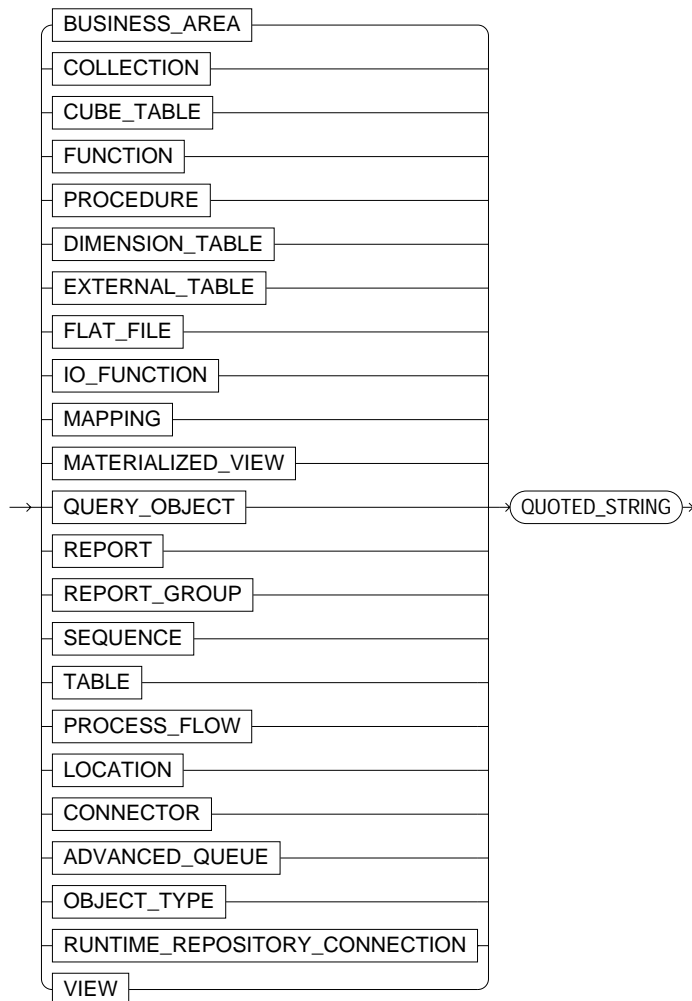 BUSINESS_AREA
COLLECTION
CUBE_TABLE
FUNCTION
PROCEDURE
DIMENSION_TABLE
EXTERNAL_TABLE
FLAT_FILE
IO_FUNCTION
MAPPING
MATERIALIZED_VIEW
QUERY_OBJECT QUOTED_STRING
REPORT
REPORT_GROUP
SEQUENCE
TABLE
PROCESS_FLOW
LOCATION
CONNECTOR
ADVANCED_QUEUE
OBJECT_TYPE
RUNTIME_REPOSITORY_CONNECTION
VIEW